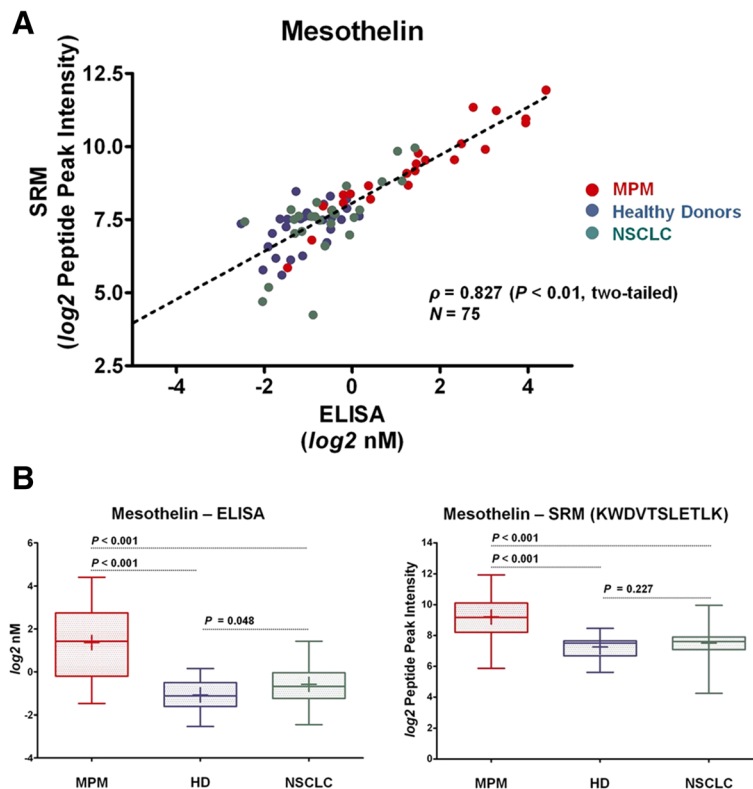 A
Mesothelin
SRM
(log2 Peptide Peak Intensity)
12.5
10.0
7.5
5.0
2.5
-4
-2
0
2
4
ELISA
(log2 nM)
MPM
Healthy Donors
NSCLC
ρ = 0.827 (P < 0.01, two-tailed)
N = 75
B
Mesothelin – ELISA
log2 nM
6
4
2
0
-2
-4
P < 0.001
P < 0.001
P = 0.048
MPM
HD
NSCLC
Mesothelin – SRM (KWDVTSLETLK)
log2 Peptide Peak Intensity
14
12
10
8
6
4
2
0
P < 0.001
P < 0.001
P = 0.227
MPM
HD
NSCLC